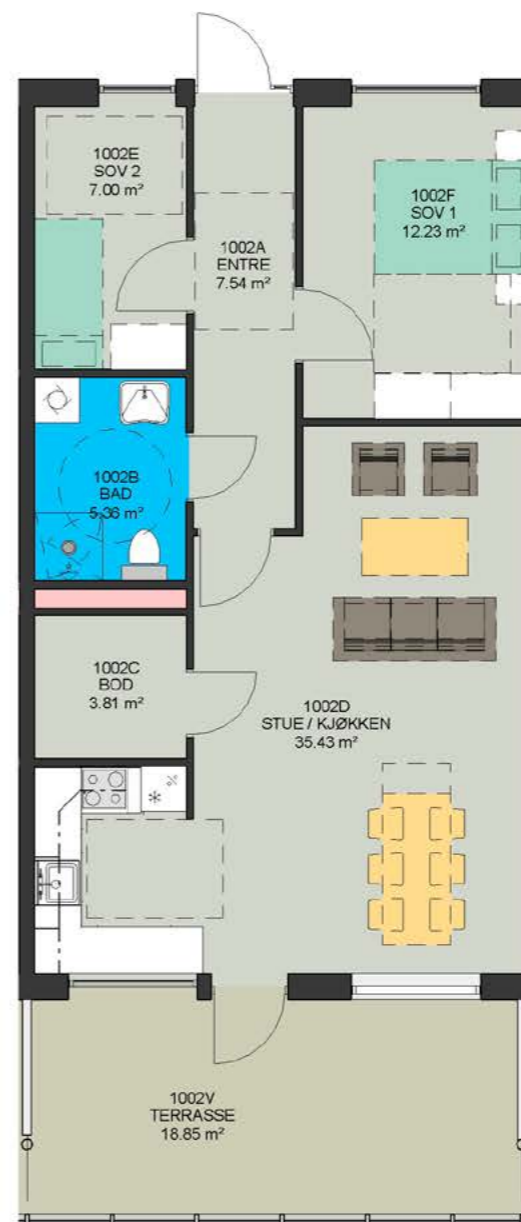 1002E
SOV 2
7.00 m²
1002F
SOV 1
12.23 m²
1002A
ENTRE
7.54 m²
1002B
BAD
5.36 m²
1002C
BOD
3.81 m²
1002D
STUE / KJØKKEN
35.43 m²
1002V
TERRASSE
18.85 m²